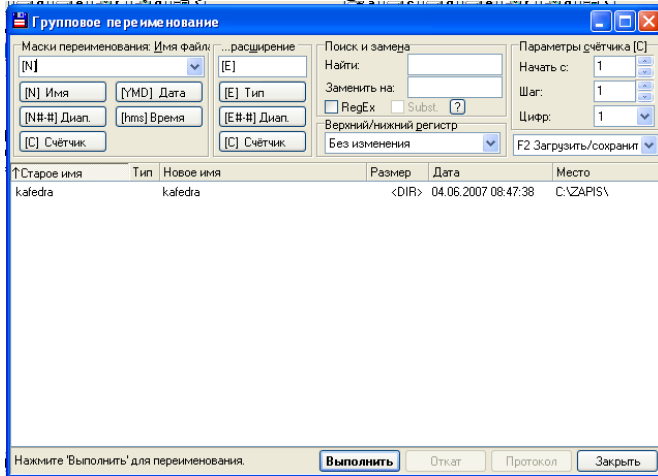 Групповое переименование
Маски переименования: Имя файла
...расширение
Поиск и замена
Параметры счётчика [C]
[N]
[E]
Найти:
Начать с: 1
[N] Имя
[YMD] Дата
[E] Тип
Заменить на:
Шаг: 1
[N#-#] Диап.
[hms] Время
[E#-#] Диап.
RegEx
Subst.
?
Цифр: 1
[C] Счётчик
[C] Счётчик
Верхний/нижний регистр
Без изменения
F2 Загрузить/сохранит
↑Старое имя Тип Новое имя Размер Дата Место
kafedra kafedra <DIR> 04.06.2007 08:47:38 C:\ZAPIS\
Нажмите 'Выполнить' для переименования.
Выполнить
Откат
Протокол
Закрыть